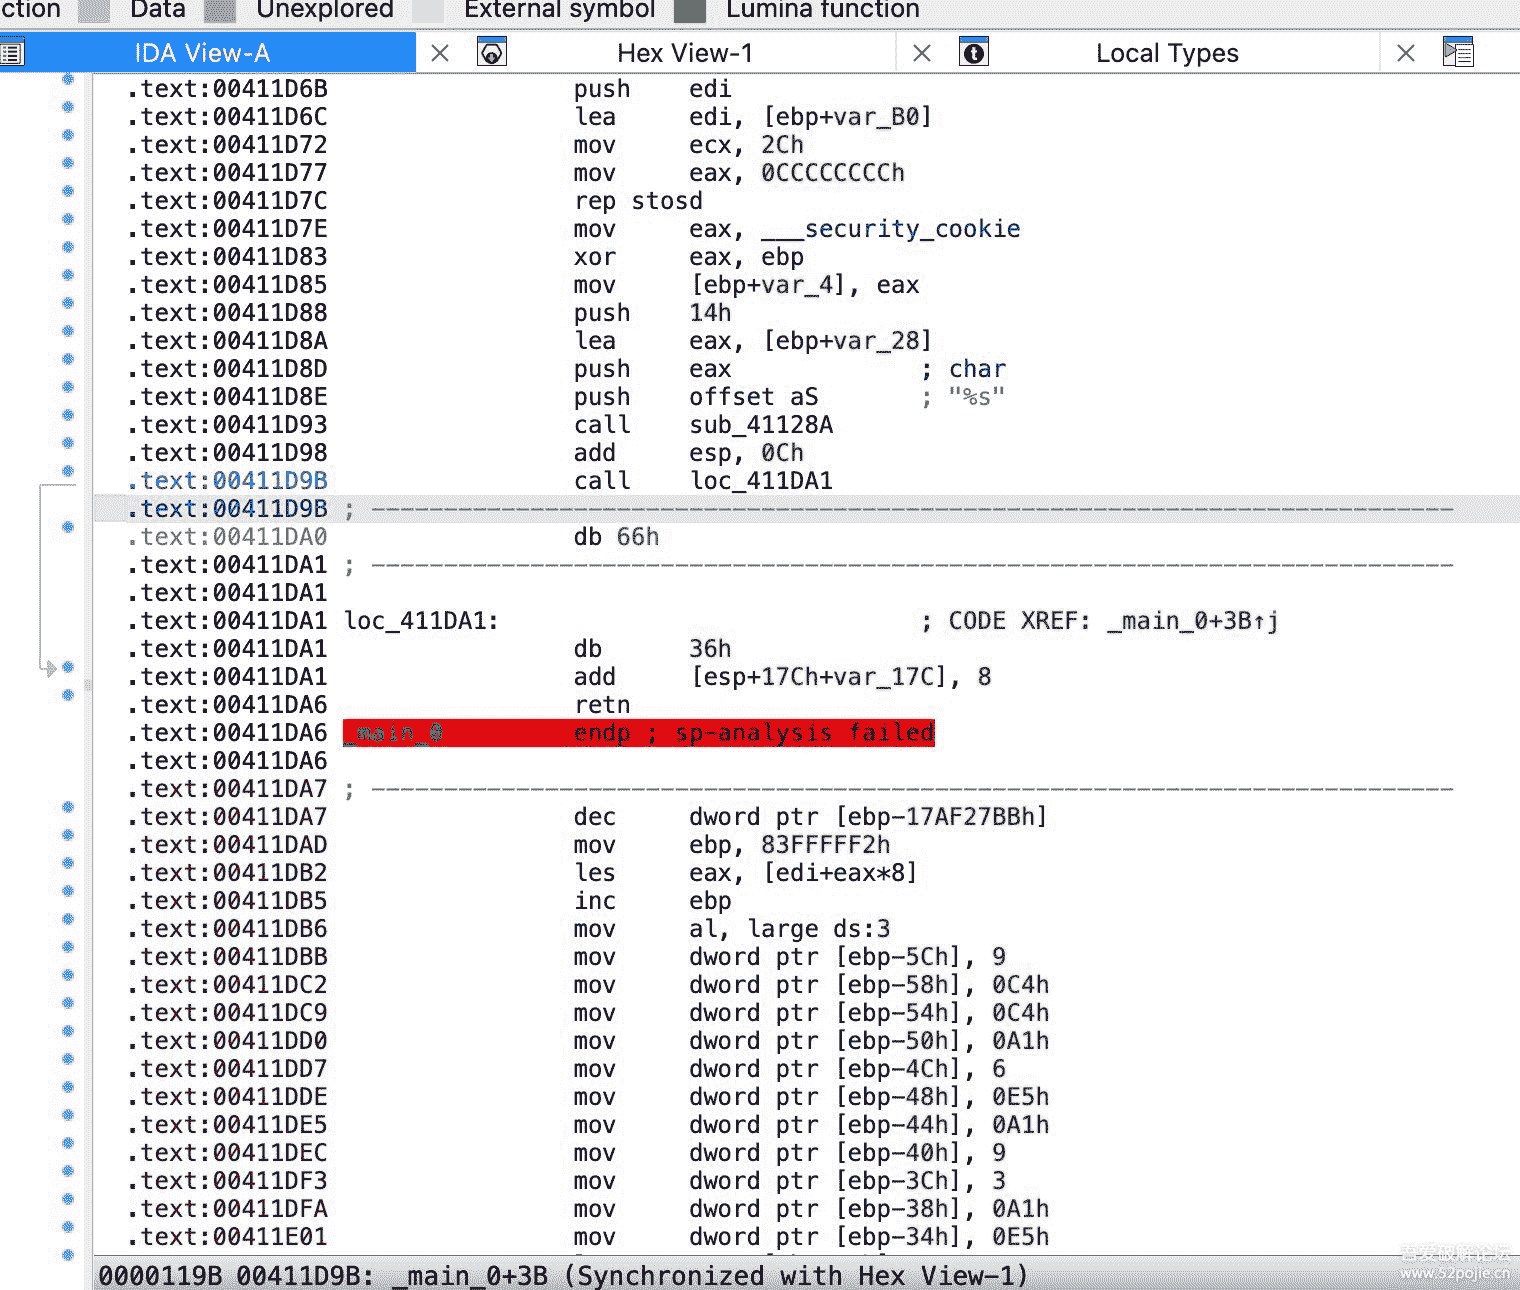 ction Data Unexplored External symbol Lumina function
IDA View-A Hex View-1 Local Types
.text:00411D6B push edi
.text:00411D6C lea edi, [ebp+var_B0]
.text:00411D72 mov ecx, 2Ch
.text:00411D77 mov eax, 0CCCCCCCCh
.text:00411D7C rep stosd
.text:00411D7E mov eax, ___security_cookie
.text:00411D83 xor eax, ebp
.text:00411D85 mov [ebp+var_4], eax
.text:00411D88 push 14h
.text:00411D8A lea eax, [ebp+var_28]
.text:00411D8D push eax ; char
.text:00411D8E push offset aS ; "%s"
.text:00411D93 call sub_41128A
.text:00411D98 add esp, 0Ch
.text:00411D9B call loc_411DA1
.text:00411D9B ; ---------------------------------------------------------------------------
.text:00411DA0 db 66h
.text:00411DA1 ; ---------------------------------------------------------------------------
.text:00411DA1
.text:00411DA1 loc_411DA1: ; CODE XREF: _main_0+3B↑j
.text:00411DA1 db 36h
.text:00411DA1 add [esp+17Ch+var_17C], 8
.text:00411DA6 retn
.text:00411DA6 _main_0 endp ; sp-analysis failed
.text:00411DA6
.text:00411DA7 ; ---------------------------------------------------------------------------
.text:00411DA7 dec dword ptr [ebp-17AF27BBh]
.text:00411DAD mov ebp, 83FFFFF2h
.text:00411DB2 les eax, [edi+eax*8]
.text:00411DB5 inc ebp
.text:00411DB6 mov al, large ds:3
.text:00411DBB mov dword ptr [ebp-5Ch], 9
.text:00411DC2 mov dword ptr [ebp-58h], 0C4h
.text:00411DC9 mov dword ptr [ebp-54h], 0C4h
.text:00411DD0 mov dword ptr [ebp-50h], 0A1h
.text:00411DD7 mov dword ptr [ebp-4Ch], 6
.text:00411DDE mov dword ptr [ebp-48h], 0E5h
.text:00411DE5 mov dword ptr [ebp-44h], 0A1h
.text:00411DEC mov dword ptr [ebp-40h], 9
.text:00411DF3 mov dword ptr [ebp-3Ch], 3
.text:00411DFA mov dword ptr [ebp-38h], 0A1h
.text:00411E01 mov dword ptr [ebp-34h], 0E5h
0000119B 00411D9B: _main_0+3B (Synchronized with Hex View-1)
吾爱破解论坛
www.52pojie.cn